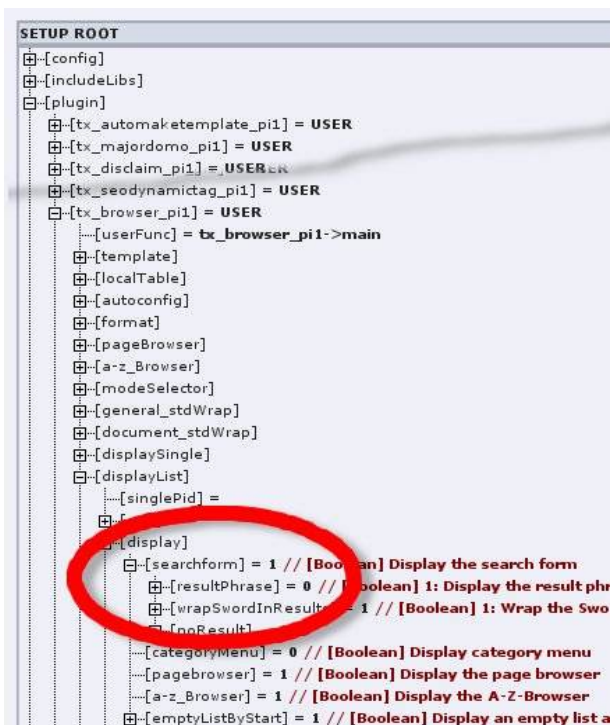 SETUP ROOT
[config]
[includeLibs]
[plugin]
[tx_automaketemplate_pi1] = USER
[tx_majordomo_pi1] = USER
[tx_disclaim_pi1] = USER
[tx_seodynamictag_pi1] = USER
[tx_browser_pi1] = USER
[userFunc] = tx_browser_pi1->main
[template]
[localTable]
[autoconfig]
[format]
[pageBrowser]
[a-z_Browser]
[modeSelector]
[general_stdWrap]
[document_stdWrap]
[displaySingle]
[displayList]
[singlePid] =
[display]
[searchform] = 1 // [Boolean] Display the search form
[resultPhrase] = 0 // [Boolean] 1: Display the result phr
[wrapSwordInResults] = 1 // [Boolean] 1: Wrap the Swo
[noResult]
[categoryMenu] = 0 // [Boolean] Display category menu
[pagebrowser] = 1 // [Boolean] Display the page browser
[a-z_Browser] = 1 // [Boolean] Display the A-Z-Browser
[emptyListByStart] = 1 // [Boolean] Display an empty list a